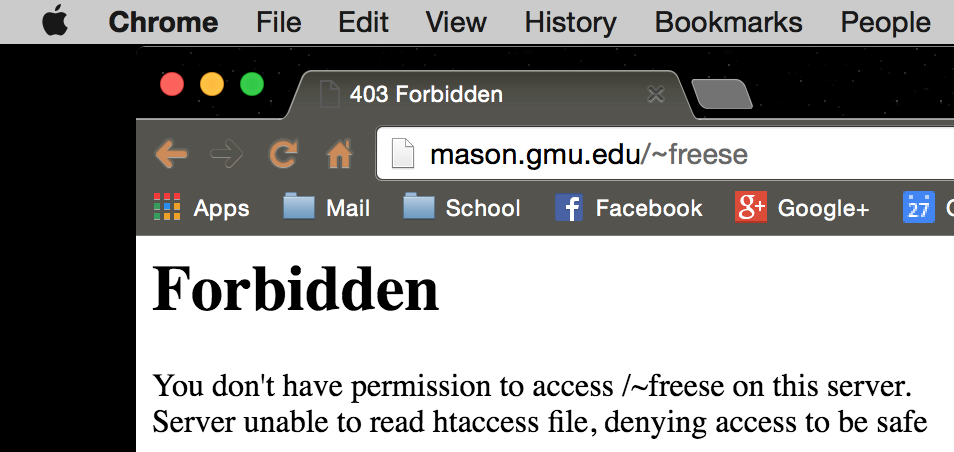 Chrome File Edit View History Bookmarks People
403 Forbidden
mason.gmu.edu/~freese
Apps Mail School f Facebook g+ Google+ 27
Forbidden
You don't have permission to access /~freese on this server.
Server unable to read htaccess file, denying access to be safe